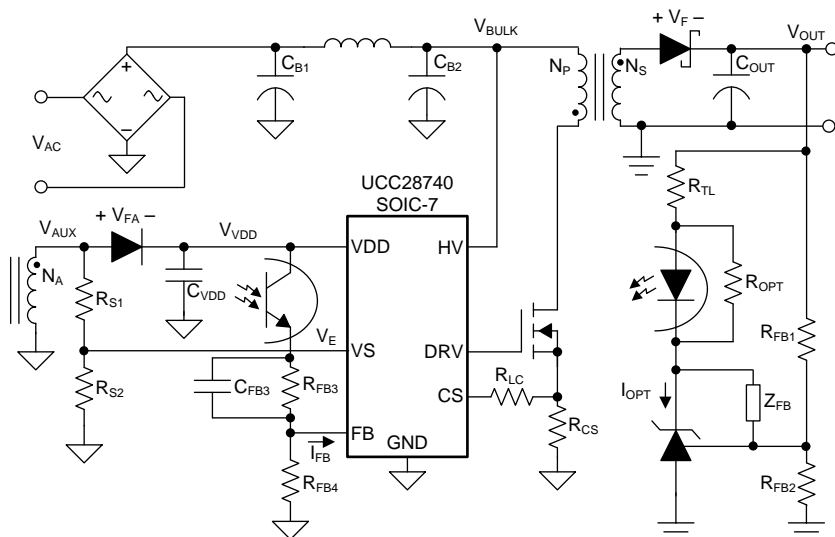 + V_F –
V_BULK
V_OUT
C_B1
C_B2
N_P
N_S
C_OUT
+
–
V_AC
R_TL
UCC28740
SOIC-7
V_AUX
+ V_FA –
V_VDD
VDD
HV
N_A
R_S1
C_VDD
R_OPT
V_E
VS
DRV
R_FB1
R_S2
C_FB3
R_FB3
R_LC
CS
I_OPT
Z_FB
FB
I_FB
GND
R_CS
R_FB4
R_FB2